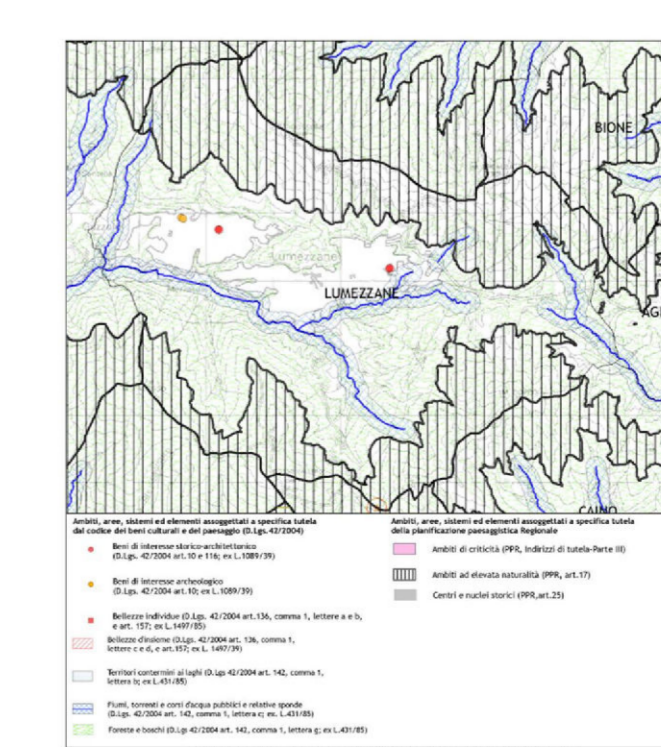 BIONE
Lumezzane
LUMEZZANE
AG
CAINO
Ambiti, aree, sistemi ed elementi assoggettati a specifica tutela
dal codice dei beni culturali e del paesaggio (D.Lgs.42/2004)
Beni di interesse storico-architettonico
(D.Lgs. 42/2004 art.10 e 116; ex L.1089/39)
Beni di interesse archeologico
(D.Lgs. 42/2004 art.10; ex L.1089/39)
Bellezze individue (D.Lgs. 42/2004 art.136, comma 1, lettere a e b,
e art. 157; ex L.1497/85)
Bellezze d'insieme (D.Lgs. 42/2004 art. 136, comma 1,
lettere c e d, e art.157; ex L. 1497/39)
Territori contermini ai laghi (D.Lgs 42/2004 art. 142, comma 1,
lettera b; ex L.431/85)
Fiumi, torrenti e corsi d'acqua pubblici e relative sponde
(D.Lgs. 42/2004 art. 142, comma 1, lettera c; ex. L.431/85)
Foreste e boschi (D.Lgs 42/2004 art. 142, comma 1, lettera g; ex L.431/85)
Ambiti, aree, sistemi ed elementi assoggettati a specifica tutela
della pianificazione paesaggistica Regionale
Ambiti di criticità (PPR, Indirizzi di tutela-Parte III)
Ambiti ad elevata naturalità (PPR, art.17)
Centri e nuclei storici (PPR,art.25)